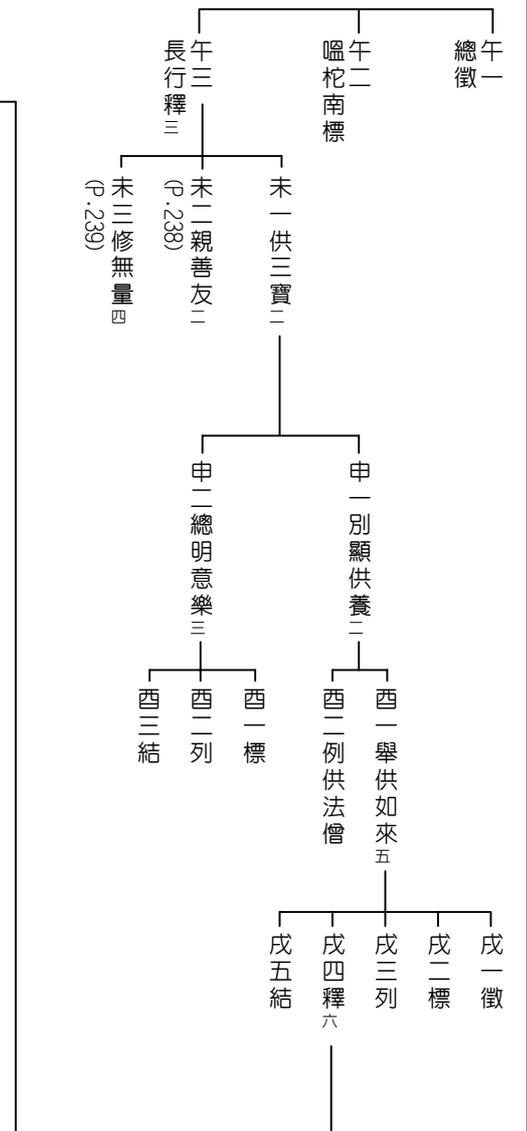 午一
總徵
午二
嗢柁南標
午三
長行釋三
未一供三寶二
未二親善友二
(P.238)
未三修無量四
(P.239)
申一別顯供養二
申二總明意樂三
酉一舉供如來五
酉二例供法僧
酉一標
酉二列
酉三結
戌一徵
戌二標
戌三列
戌四釋六
戌五結